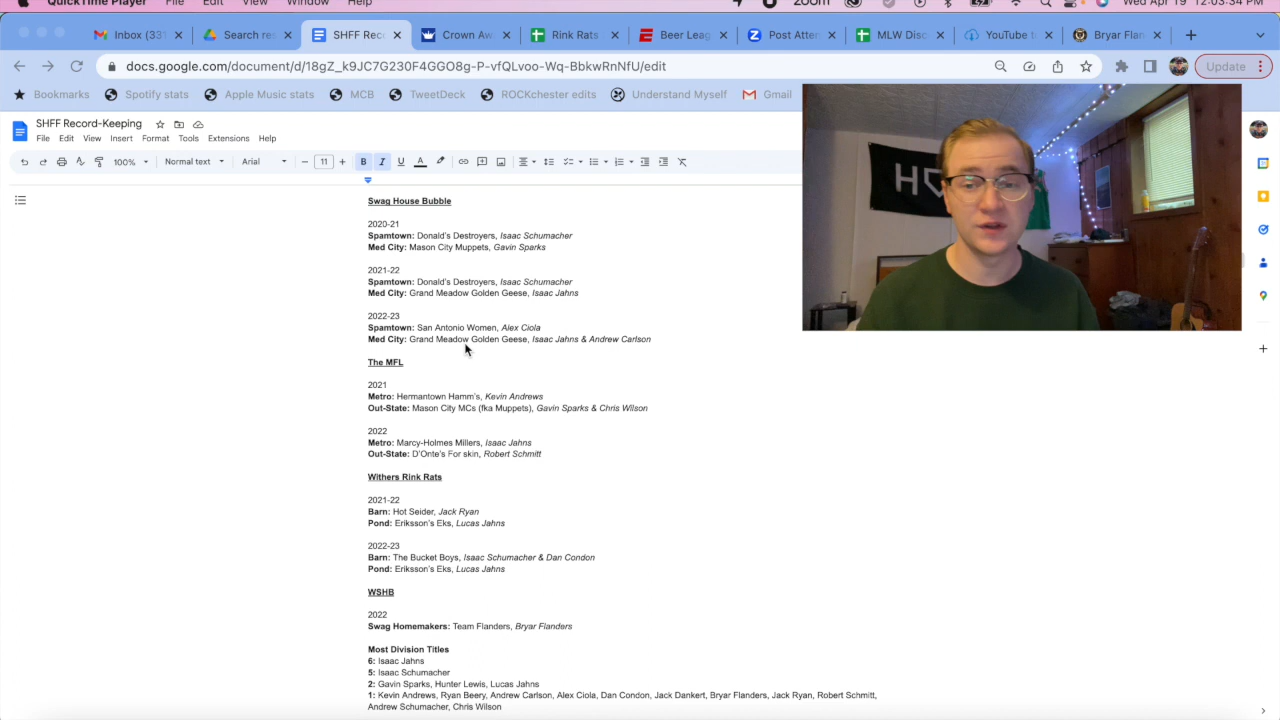 QuickTime Player File Edit View Window Help zoom Wed Apr 19 12:03:34 PM
Inbox (331 Search res SHFF Reco Crown Aw Rink Rats Beer Leag Post Atten MLW Disc YouTube t Bryar Flan
docs.google.com/document/d/18gZ_k9JC7G230F4GGO8g-P-vfQLvoo-Wq-BbkwRnNfU/edit Update
Bookmarks Spotify stats Apple Music stats MCB TweetDeck ROCKchester edits Understand Myself Gmail
SHFF Record-Keeping
File Edit View Insert Format Tools Extensions Help
100% Normal text Arial 11 B I U A
Swag House Bubble
2020-21
Spamtown: Donald's Destroyers, Isaac Schumacher
Med City: Mason City Muppets, Gavin Sparks
2021-22
Spamtown: Donald's Destroyers, Isaac Schumacher
Med City: Grand Meadow Golden Geese, Isaac Jahns
2022-23
Spamtown: San Antonio Women, Alex Ciola
Med City: Grand Meadow Golden Geese, Isaac Jahns & Andrew Carlson
The MFL
2021
Metro: Hermantown Hamm's, Kevin Andrews
Out-State: Mason City MCs (fka Muppets), Gavin Sparks & Chris Wilson
2022
Metro: Marcy-Holmes Millers, Isaac Jahns
Out-State: D'Onte's For skin, Robert Schmitt
Withers Rink Rats
2021-22
Barn: Hot Seider, Jack Ryan
Pond: Eriksson's Eks, Lucas Jahns
2022-23
Barn: The Bucket Boys, Isaac Schumacher & Dan Condon
Pond: Eriksson's Eks, Lucas Jahns
WSHB
2022
Swag Homemakers: Team Flanders, Bryar Flanders
Most Division Titles
6: Isaac Jahns
5: Isaac Schumacher
2: Gavin Sparks, Hunter Lewis, Lucas Jahns
1: Kevin Andrews, Ryan Beery, Andrew Carlson, Alex Ciola, Dan Condon, Jack Dankert, Bryar Flanders, Jack Ryan, Robert Schmitt,
Andrew Schumacher, Chris Wilson